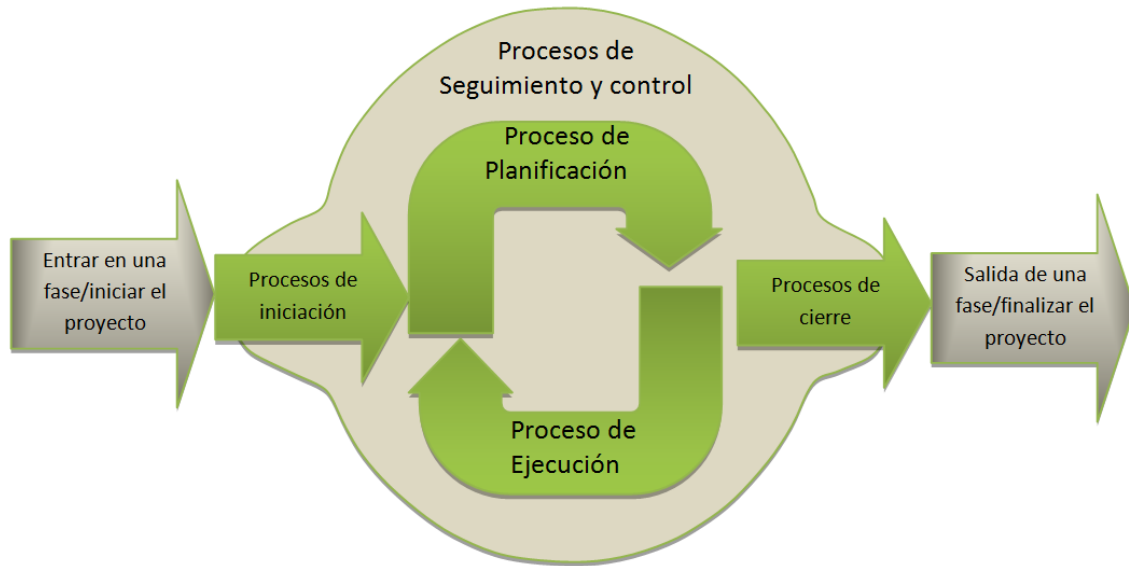 Procesos de
Seguimiento y control
Proceso de
Planificación
Entrar en una
fase/iniciar el
proyecto
Procesos de
iniciación
Procesos de
cierre
Salida de una
fase/finalizar el
proyecto
Proceso de
Ejecución